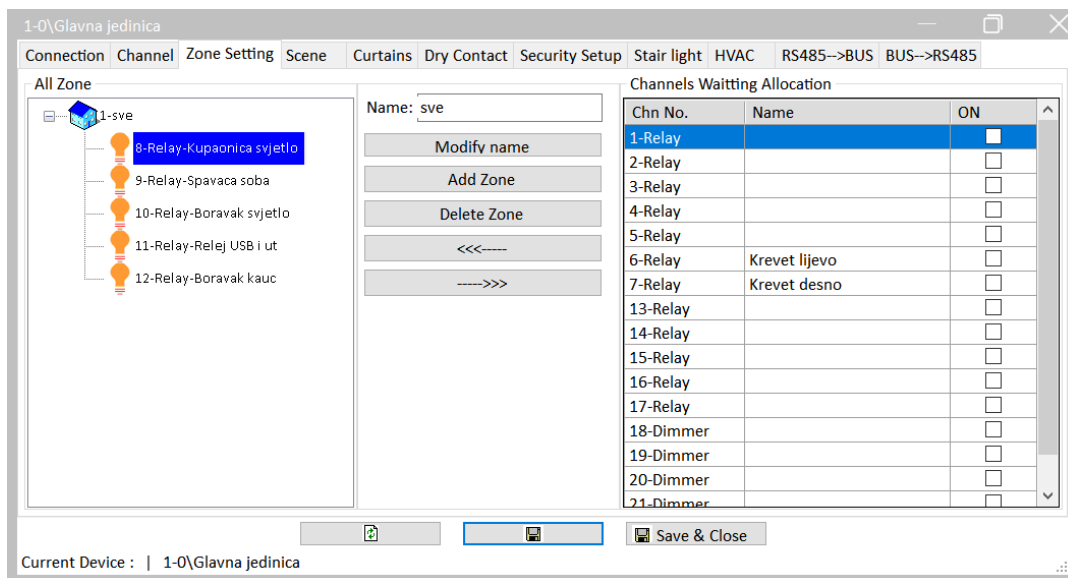 1-0\Glavna jedinica
Connection Channel Zone Setting Scene Curtains Dry Contact Security Setup Stair light HVAC RS485-->BUS BUS-->RS485
All Zone
1-sve
8-Relay-Kupaonica svjetlo
9-Relay-Spavaca soba
10-Relay-Boravak svjetlo
11-Relay-Relej USB i ut
12-Relay-Boravak kauc
Name: sve
Modify name
Add Zone
Delete Zone
<<<-----
----->>>
Channels Waitting Allocation
Chn No. Name ON
1-Relay
2-Relay
3-Relay
4-Relay
5-Relay
6-Relay Krevet lijevo
7-Relay Krevet desno
13-Relay
14-Relay
15-Relay
16-Relay
17-Relay
18-Dimmer
19-Dimmer
20-Dimmer
21-Dimmer
Save & Close
Current Device : | 1-0\Glavna jedinica